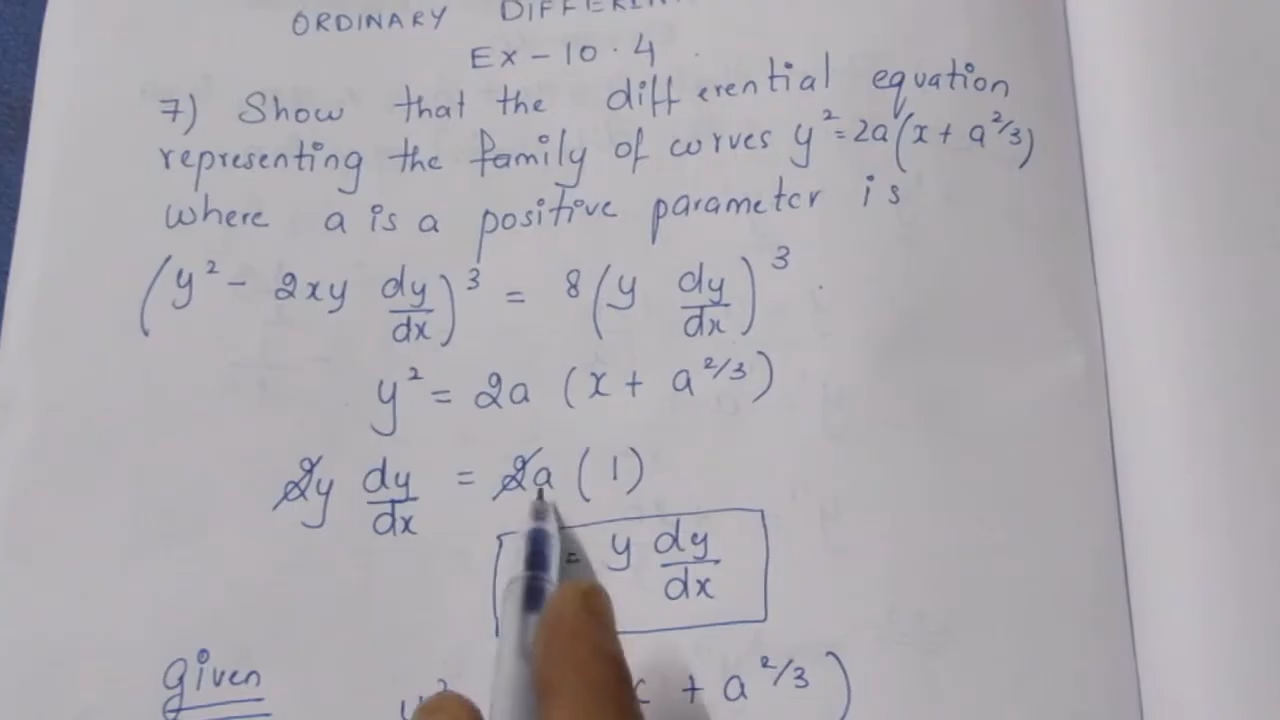 ORDINARY
Ex - 10.4
7) Show that the differential equation
representing the family of curves y² = 2a(x + a^2/3)
where a is a positive parameter is
(y² - 2xy dy/dx)³ = 8(y dy/dx)³.
y² = 2a (x + a^2/3)
2y dy/dx = 2a (1)
= y dy/dx
given
+ a^2/3)